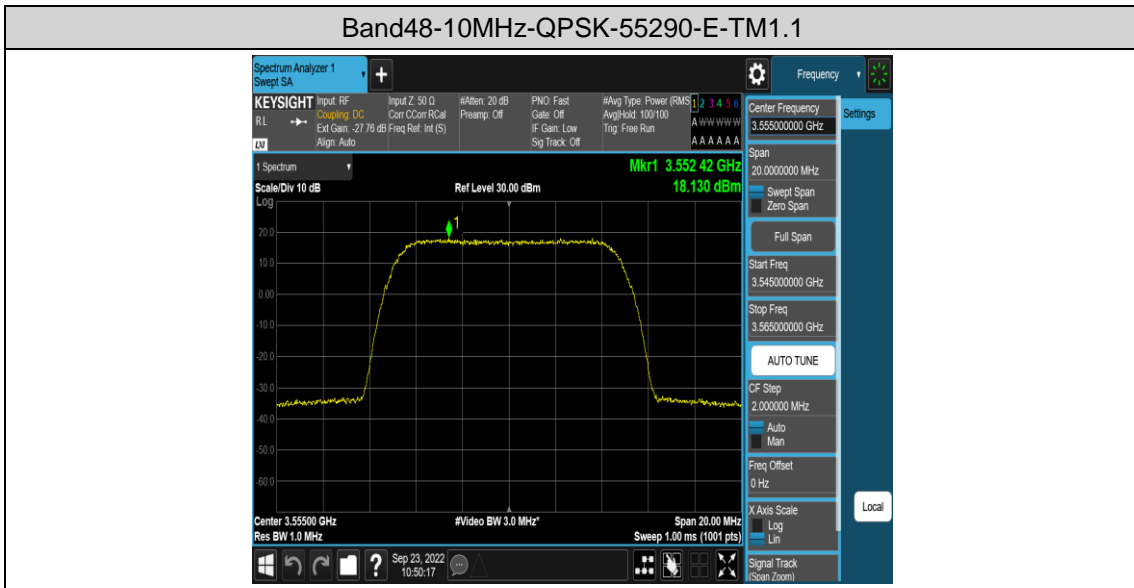 Band48-10MHz-QPSK-55290-E-TM1.1
Spectrum Analyzer 1
Swept SA
+
Frequency
KEYSIGHT
RL
LXI
Input: RF
Coupling: DC
Ext Gain: -27.76 dB
Align: Auto
Input Z: 50 Ω
Corr CCorr RCal
Freq Ref: Int (S)
#Atten: 20 dB
Preamp: Off
PNO: Fast
Gate: Off
IF Gain: Low
Sig Track: Off
#Avg Type: Power (RMS
Avg|Hold: 100/100
Trig: Free Run
1 2 3 4 5 6
A W W W W W
A A A A A A
1 Spectrum
Scale/Div 10 dB
Log
Ref Level 30.00 dBm
Mkr1 3.552 42 GHz
18.130 dBm
1
20.0
10.0
0.00
-10.0
-20.0
-30.0
-40.0
-50.0
-60.0
Center 3.55500 GHz
Res BW 1.0 MHz
#Video BW 3.0 MHz*
Span 20.00 MHz
Sweep 1.00 ms (1001 pts)
Center Frequency
3.555000000 GHz
Settings
Span
20.0000000 MHz
Swept Span
Zero Span
Full Span
Start Freq
3.545000000 GHz
Stop Freq
3.565000000 GHz
AUTO TUNE
CF Step
2.000000 MHz
Auto
Man
Freq Offset
0 Hz
X Axis Scale
Log
Lin
Local
Signal Track
(Span Zoom)
?
Sep 23, 2022
10:50:17